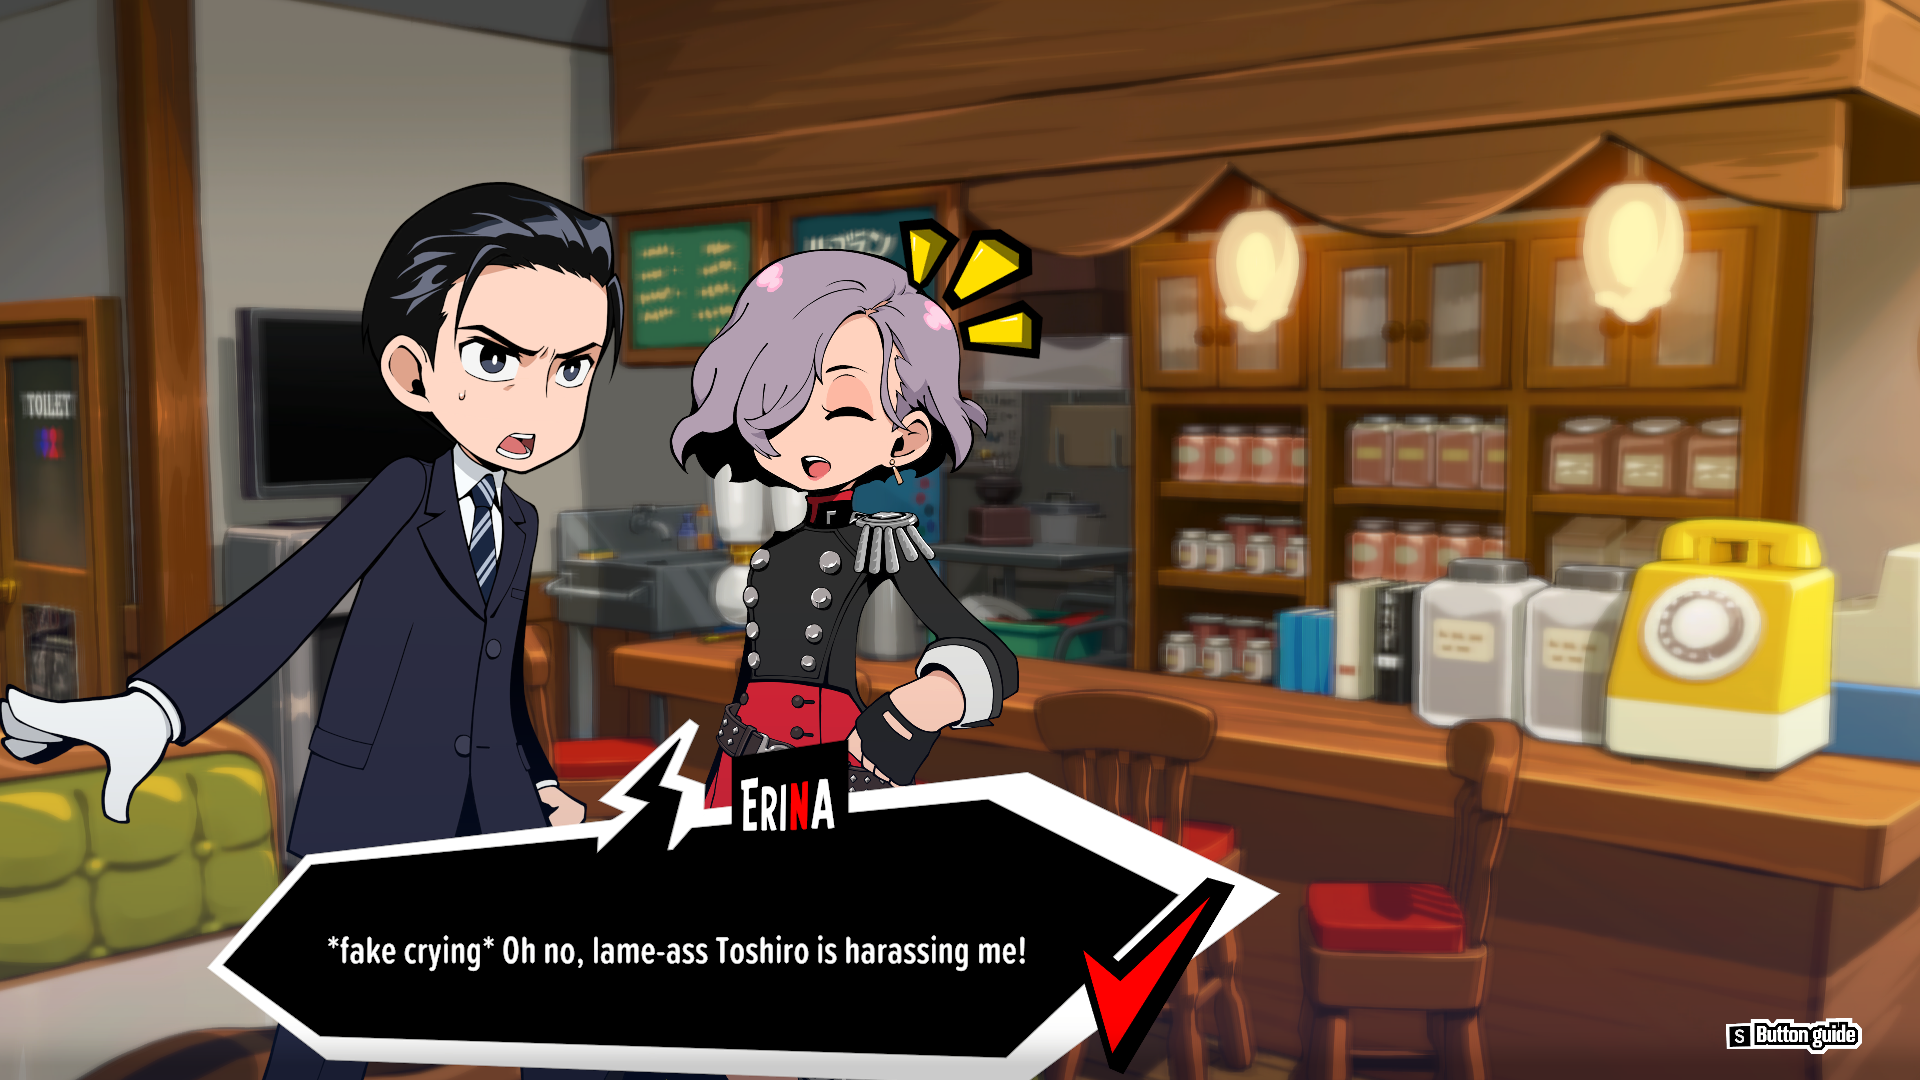 TOILET
ERINA
*fake crying* Oh no, lame-ass Toshiro is harassing me!
S Button guide